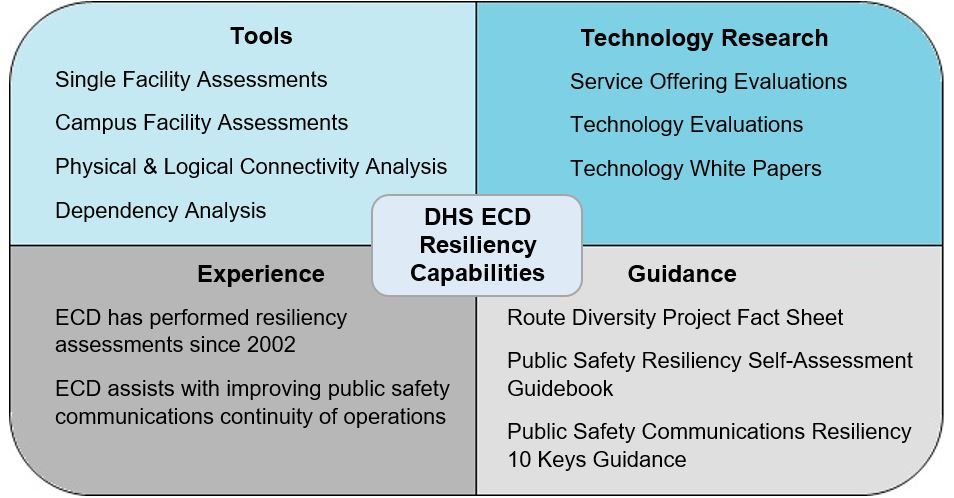 Tools
Single Facility Assessments
Campus Facility Assessments
Physical & Logical Connectivity Analysis
Dependency Analysis
Technology Research
Service Offering Evaluations
Technology Evaluations
Technology White Papers
DHS ECD
Resiliency
Capabilities
Experience
ECD has performed resiliency
assessments since 2002
ECD assists with improving public safety
communications continuity of operations
Guidance
Route Diversity Project Fact Sheet
Public Safety Resiliency Self-Assessment
Guidebook
Public Safety Communications Resiliency
10 Keys Guidance